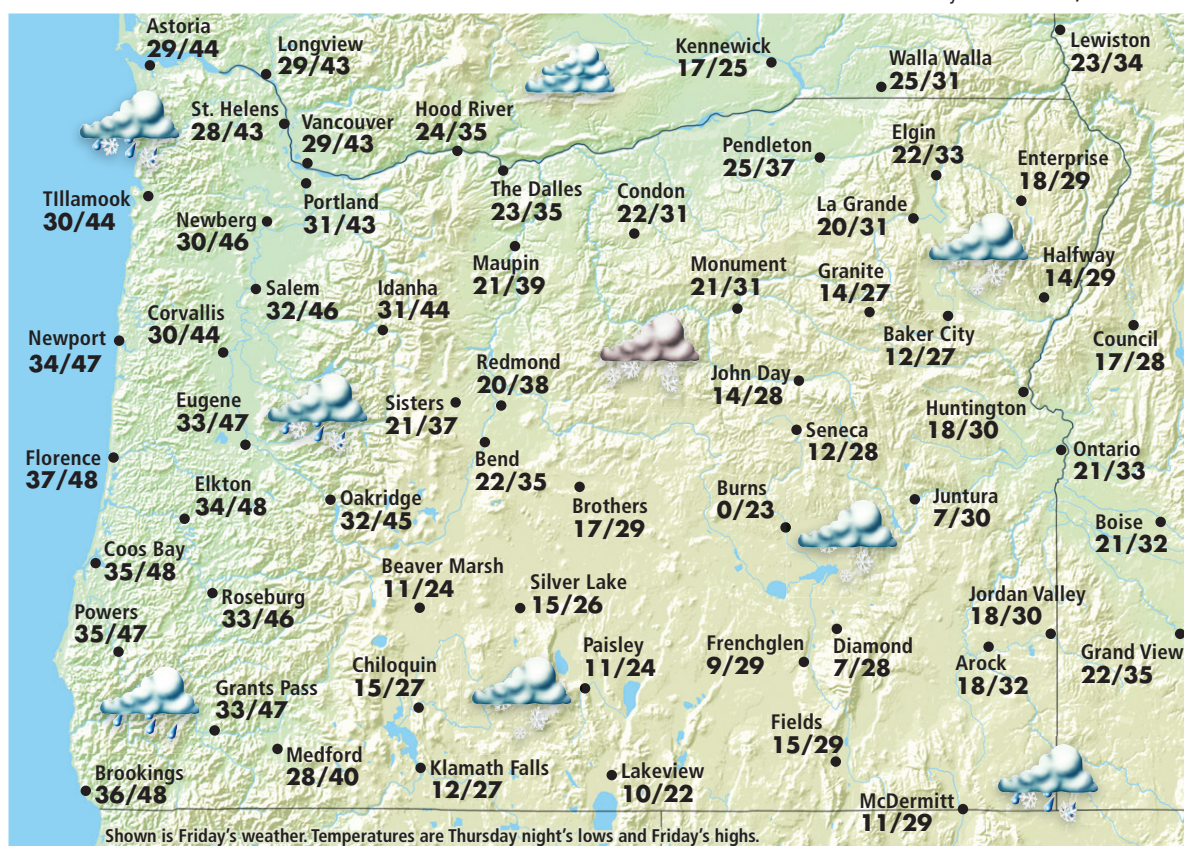 Astoria
29/44
Longview
29/43
Kennewick
17/25
Walla Walla
25/31
Lewiston
23/34
St. Helens
28/43
Vancouver
29/43
Hood River
24/35
Pendleton
25/37
Elgin
22/33
Enterprise
18/29
TIllamook
30/44
Newberg
30/46
Portland
31/43
The Dalles
23/35
Condon
22/31
La Grande
20/31
Maupin
21/39
Monument
21/31
Granite
14/27
Halfway
14/29
Salem
32/46
Idanha
31/44
Corvallis
30/44
Newport
34/47
Baker City
12/27
Council
17/28
Redmond
20/38
John Day
14/28
Eugene
33/47
Sisters
21/37
Huntington
18/30
Seneca
12/28
Ontario
21/33
Florence
37/48
Bend
22/35
Elkton
34/48
Oakridge
32/45
Brothers
17/29
Burns
0/23
Juntura
7/30
Boise
21/32
Coos Bay
35/48
Beaver Marsh
11/24
Silver Lake
15/26
Roseburg
33/46
Jordan Valley
18/30
Powers
35/47
Paisley
11/24
Frenchglen
9/29
Diamond
7/28
Arock
18/32
Grand View
22/35
Chiloquin
15/27
Grants Pass
33/47
Fields
15/29
Medford
28/40
Klamath Falls
12/27
Lakeview
10/22
Brookings
36/48
McDermitt
11/29
Shown is Friday's weather. Temperatures are Thursday night's lows and Friday's highs.